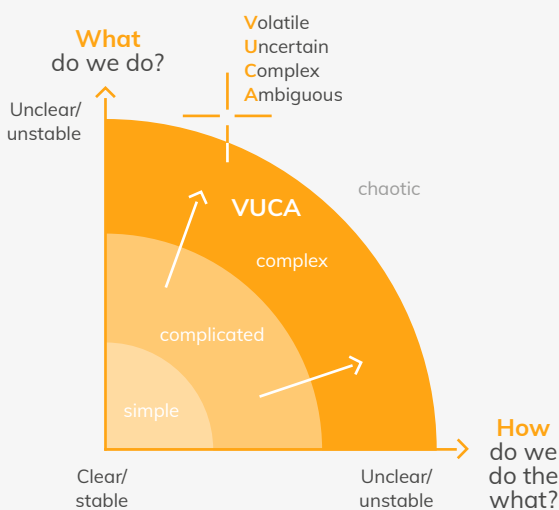 What
do we do?
Volatile
Uncertain
Complex
Ambiguous
Unclear/
unstable
chaotic
VUCA
complex
complicated
simple
How
do we
do the
what?
Clear/
stable
Unclear/
unstable